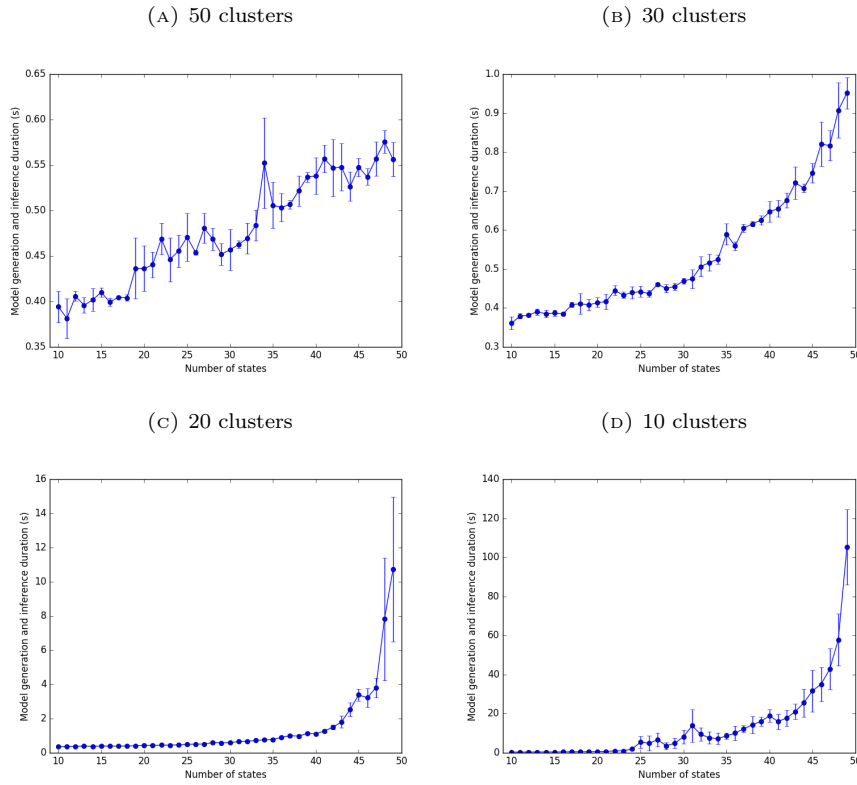 (A) 50 clusters
0.65
0.60
0.55
0.50
0.45
0.40
0.35
10 15 20 25 30 35 40 45 50
Number of states
Model generation and inference duration (s)
(B) 30 clusters
1.0
0.9
0.8
0.7
0.6
0.5
0.4
0.3
10 15 20 25 30 35 40 45 50
Number of states
Model generation and inference duration (s)
(C) 20 clusters
16
14
12
10
8
6
4
2
0
10 15 20 25 30 35 40 45 50
Number of states
Model generation and inference duration (s)
(D) 10 clusters
140
120
100
80
60
40
20
0
10 15 20 25 30 35 40 45 50
Number of states
Model generation and inference duration (s)